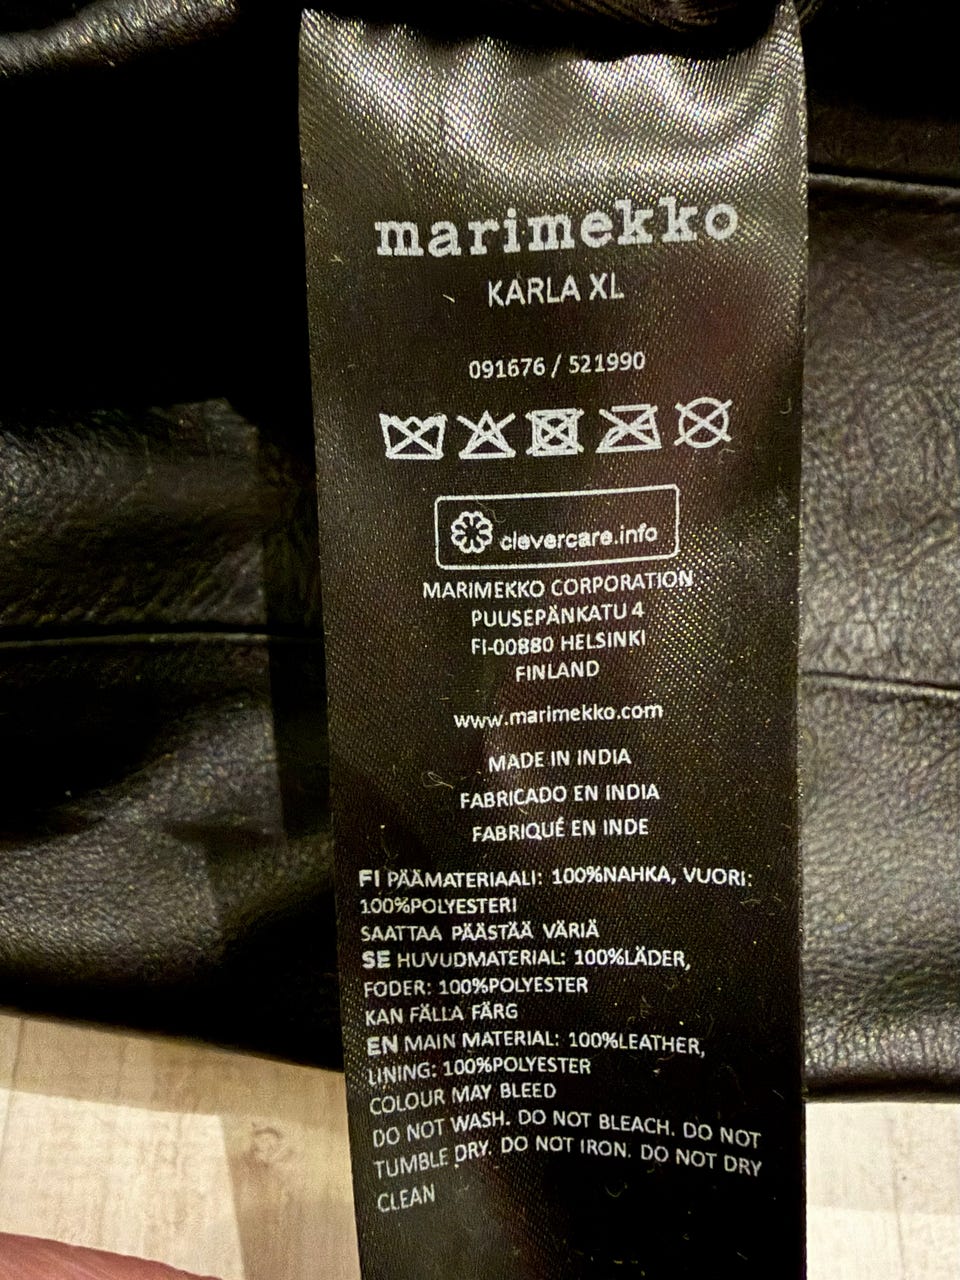 marimekko
KARLA XL
091676 / 521990
clevercare.info
MARIMEKKO CORPORATION
PUUSEPÄNKATU 4
FI-00880 HELSINKI
FINLAND
www.marimekko.com
MADE IN INDIA
FABRICADO EN INDIA
FABRIQUÉ EN INDE
FI PÄÄMATERIAALI: 100%NAHKA, VUORI:
100%POLYESTERI
SAATTAA PÄÄSTÄÄ VÄRIÄ
SE HUVUDMATERIAL: 100%LÄDER,
FODER: 100%POLYESTER
KAN FÄLLA FÄRG
EN MAIN MATERIAL: 100%LEATHER,
LINING: 100%POLYESTER
COLOUR MAY BLEED
DO NOT WASH. DO NOT BLEACH. DO NOT
TUMBLE DRY. DO NOT IRON. DO NOT DRY
CLEAN